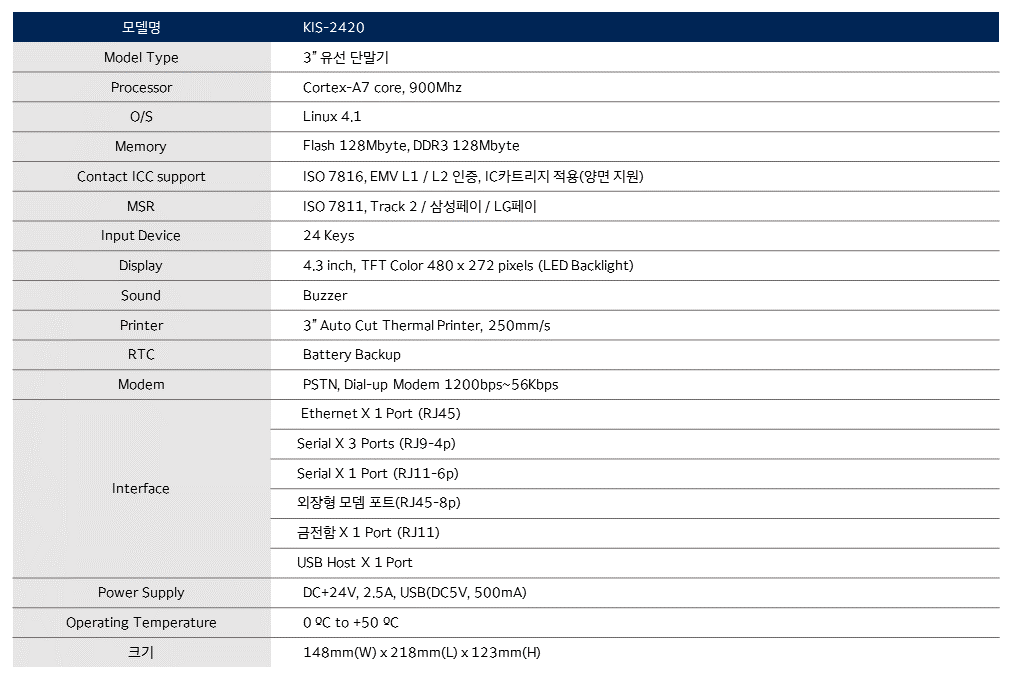 모델명 KIS-2420
Model Type 3" 유선 단말기
Processor Cortex-A7 core, 900Mhz
O/S Linux 4.1
Memory Flash 128Mbyte, DDR3 128Mbyte
Contact ICC support ISO 7816, EMV L1 / L2 인증, IC카트리지 적용(양면 지원)
MSR ISO 7811, Track 2 / 삼성페이 / LG페이
Input Device 24 Keys
Display 4.3 inch, TFT Color 480 x 272 pixels (LED Backlight)
Sound Buzzer
Printer 3" Auto Cut Thermal Printer, 250mm/s
RTC Battery Backup
Modem PSTN, Dial-up Modem 1200bps~56Kbps
Interface Ethernet X 1 Port (RJ45)
Serial X 3 Ports (RJ9-4p)
Serial X 1 Port (RJ11-6p)
외장형 모뎀 포트(RJ45-8p)
금전함 X 1 Port (RJ11)
USB Host X 1 Port
Power Supply DC+24V, 2.5A, USB(DC5V, 500mA)
Operating Temperature 0 ºC to +50 ºC
크기 148mm(W) x 218mm(L) x 123mm(H)